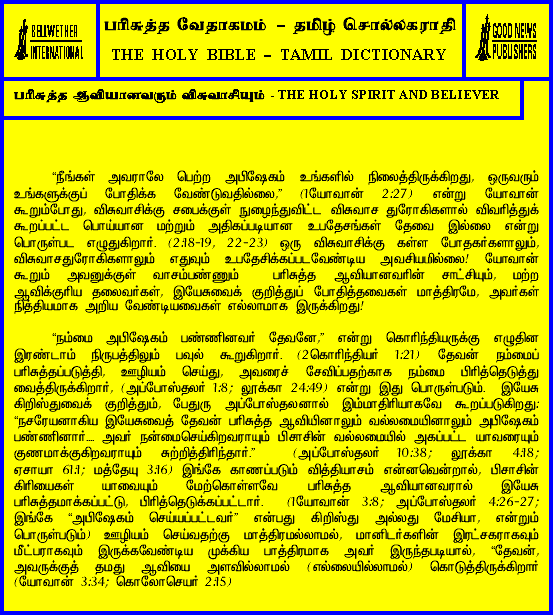 BELLWETHER
INTERNATIONAL
பரிசுத்த வேதாகமம் – தமிழ் சொல்லகராதி
THE HOLY BIBLE – TAMIL DICTIONARY
GOOD NEWS
PUBLISHERS
பரிசுத்த ஆவியானவரும் விசுவாசியும் - THE HOLY SPIRIT AND BELIEVER
“நீங்கள் அவராலே பெற்ற அபிஷேகம் உங்களில் நிலைத்திருக்கிறது, ஒருவரும்
உங்களுக்குப் போதிக்க வேண்டுவதில்லை,” (1யோவான் 2:27) என்று யோவான்
கூறும்போது, விசுவாசிக்கு சபைக்குள் நுழைந்துவிட்ட விசுவாச துரோகிகளால் விவரித்துக்
கூறப்பட்ட பொய்யான மற்றும் அதிகப்படியான உபதேசங்கள் தேவை இல்லை என்று
பொருள்பட எழுதுகிறார். (2:18-19, 22-23) ஒரு விசுவாசிக்கு கள்ள போதகர்களாலும்,
விசுவாசதுரோகிகளாலும் எதுவும் உபதேசிக்கப்படவேண்டிய அவசியமில்லை! யோவான்
கூறும் அவனுக்குள் வாசம்பண்ணும் பரிசுத்த ஆவியானவரின் சாட்சியும், மற்ற
ஆவிக்குரிய தலைவர்கள், இயேசுவைக் குறித்துப் போதித்தவைகள் மாத்திரமே, அவர்கள்
நித்தியமாக அறிய வேண்டியவைகள் எல்லாமாக இருக்கிறது!
“நம்மை அபிஷேகம் பண்ணினவர் தேவனே,” என்று கொரிந்தியருக்கு எழுதின
இரண்டாம் நிருபத்திலும் பவுல் கூறுகிறார். (2கொரிந்தியர் 1:21) தேவன் நம்மைப்
பரிசுத்தப்படுத்தி, ஊழியம் செய்து, அவரைச் சேவிப்பதற்காக நம்மை பிரித்தெடுத்து
வைத்திருக்கிறார், (அப்போஸ்தலர் 1:8; லூக்கா 24:49) என்று இது பொருள்படும். இயேசு
கிறிஸ்துவைக் குறித்தும், பேதுரு அப்போஸ்தலனால் இம்மாதிரியாகவே கூறப்படுகிறது:
“நசரேயனாகிய இயேசுவைத் தேவன் பரிசுத்த ஆவியினாலும் வல்லமையினாலும் அபிஷேகம்
பண்ணினார்.... அவர் நன்மைசெய்கிறவராயும் பிசாசின் வல்லமையில் அகப்பட்ட யாவரையும்
குணமாக்குகிறவராயும் சுற்றித்திரிந்தார்.” (அப்போஸ்தலர் 10:38; லூக்கா 4:18;
ஏசாயா 61:1; மத்தேயு 3:16) இங்கே காணப்படும் வித்தியாசம் என்னவென்றால், பிசாசின்
கிரியைகள் யாவையும் மேற்கொள்ளவே பரிசுத்த ஆவியானவரால் இயேசு
பரிசுத்தமாக்கப்பட்டு, பிரித்தெடுக்கப்பட்டார். (1யோவான் 3:8; அப்போஸ்தலர் 4:26-27;
இங்கே “அபிஷேகம் செய்யப்பட்டவர்” என்பது கிறிஸ்து அல்லது மேசியா, என்றும்
பொருள்படும்) ஊழியம் செய்வதற்கு மாத்திரமல்லாமல், மானிடர்களின் இரட்சகராகவும்
மீட்பராகவும் இருக்கவேண்டிய முக்கிய பாத்திரமாக அவர் இருந்தபடியால், “தேவன்,
அவருக்குத் தமது ஆவியை அளவில்லாமல் (எல்லையில்லாமல்) கொடுத்திருக்கிறார்
(யோவான் 3:34; கொலோசெயர் 2:15)